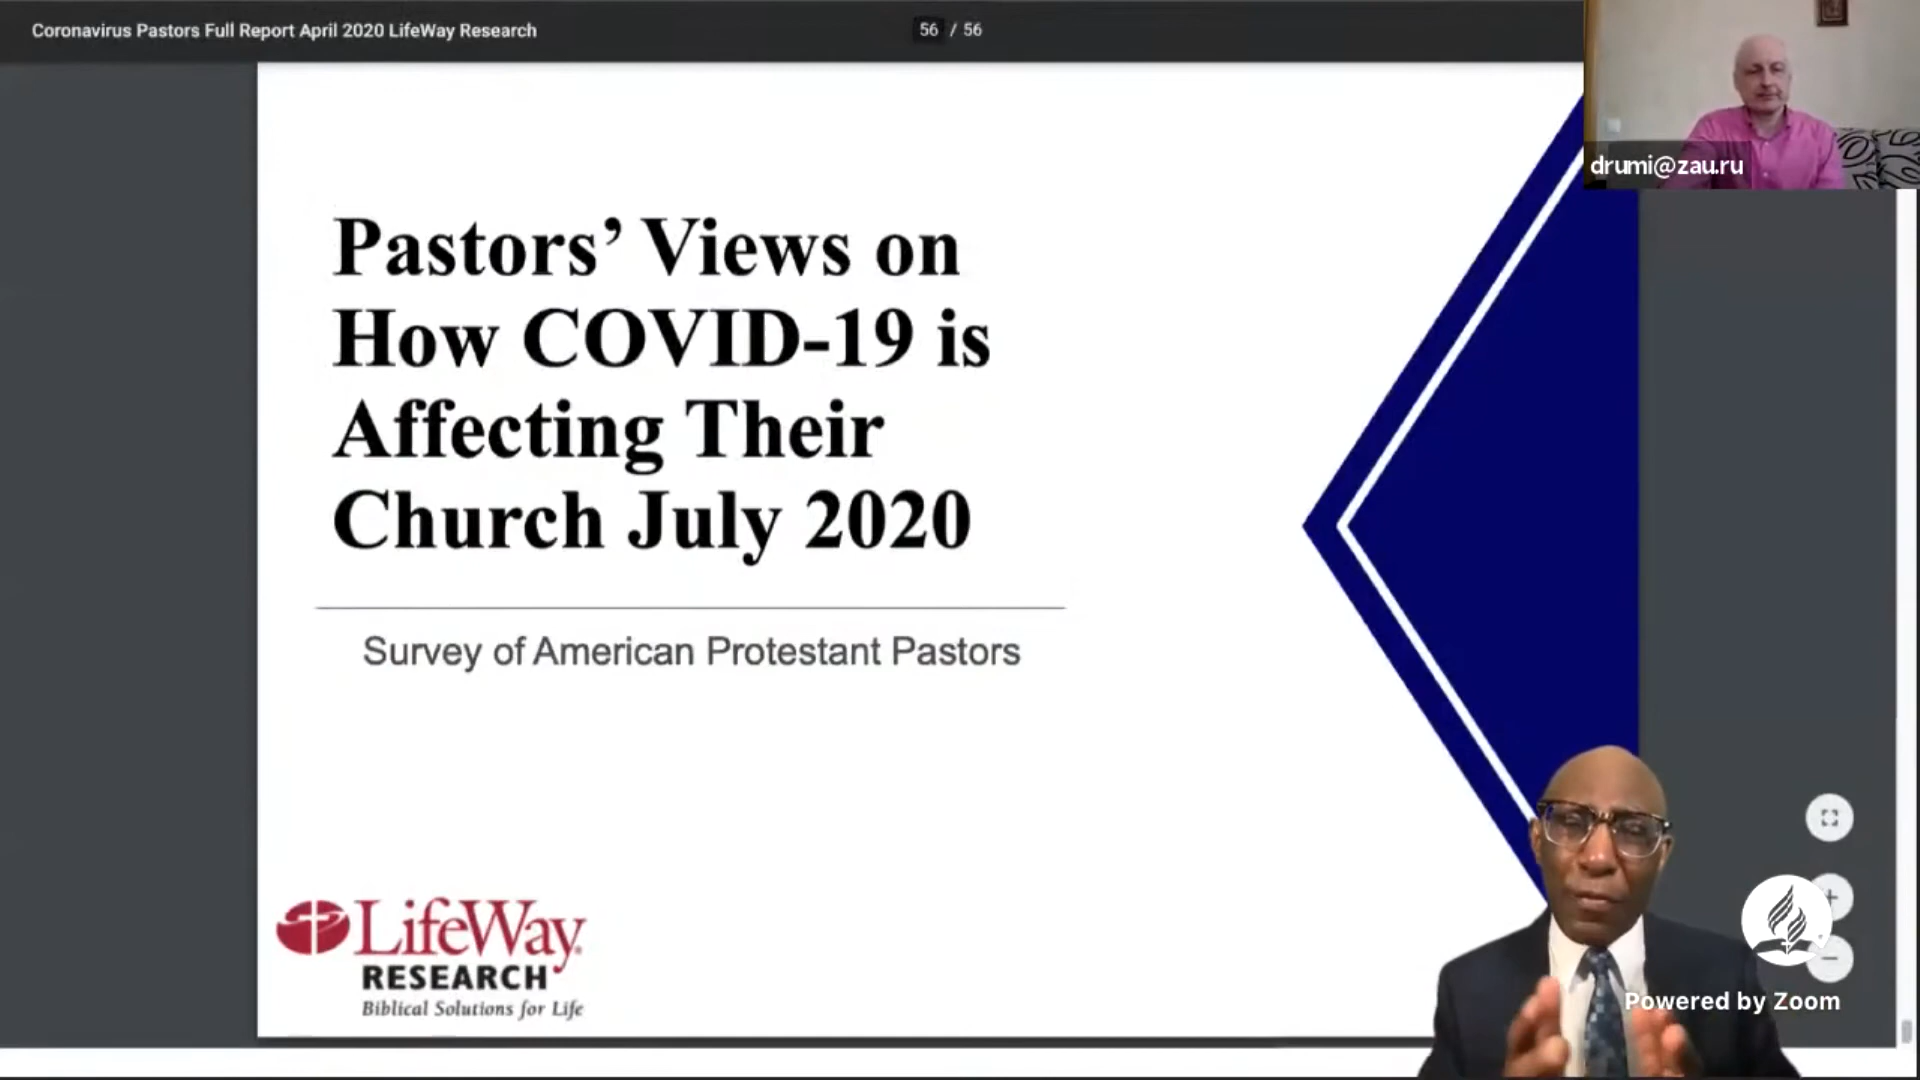 Coronavirus Pastors Full Report April 2020 LifeWay Research
56 / 56
drumi@zau.ru
Pastors’ Views on
How COVID-19 is
Affecting Their
Church July 2020
Survey of American Protestant Pastors
LifeWay
RESEARCH
Biblical Solutions for Life
Powered by Zoom